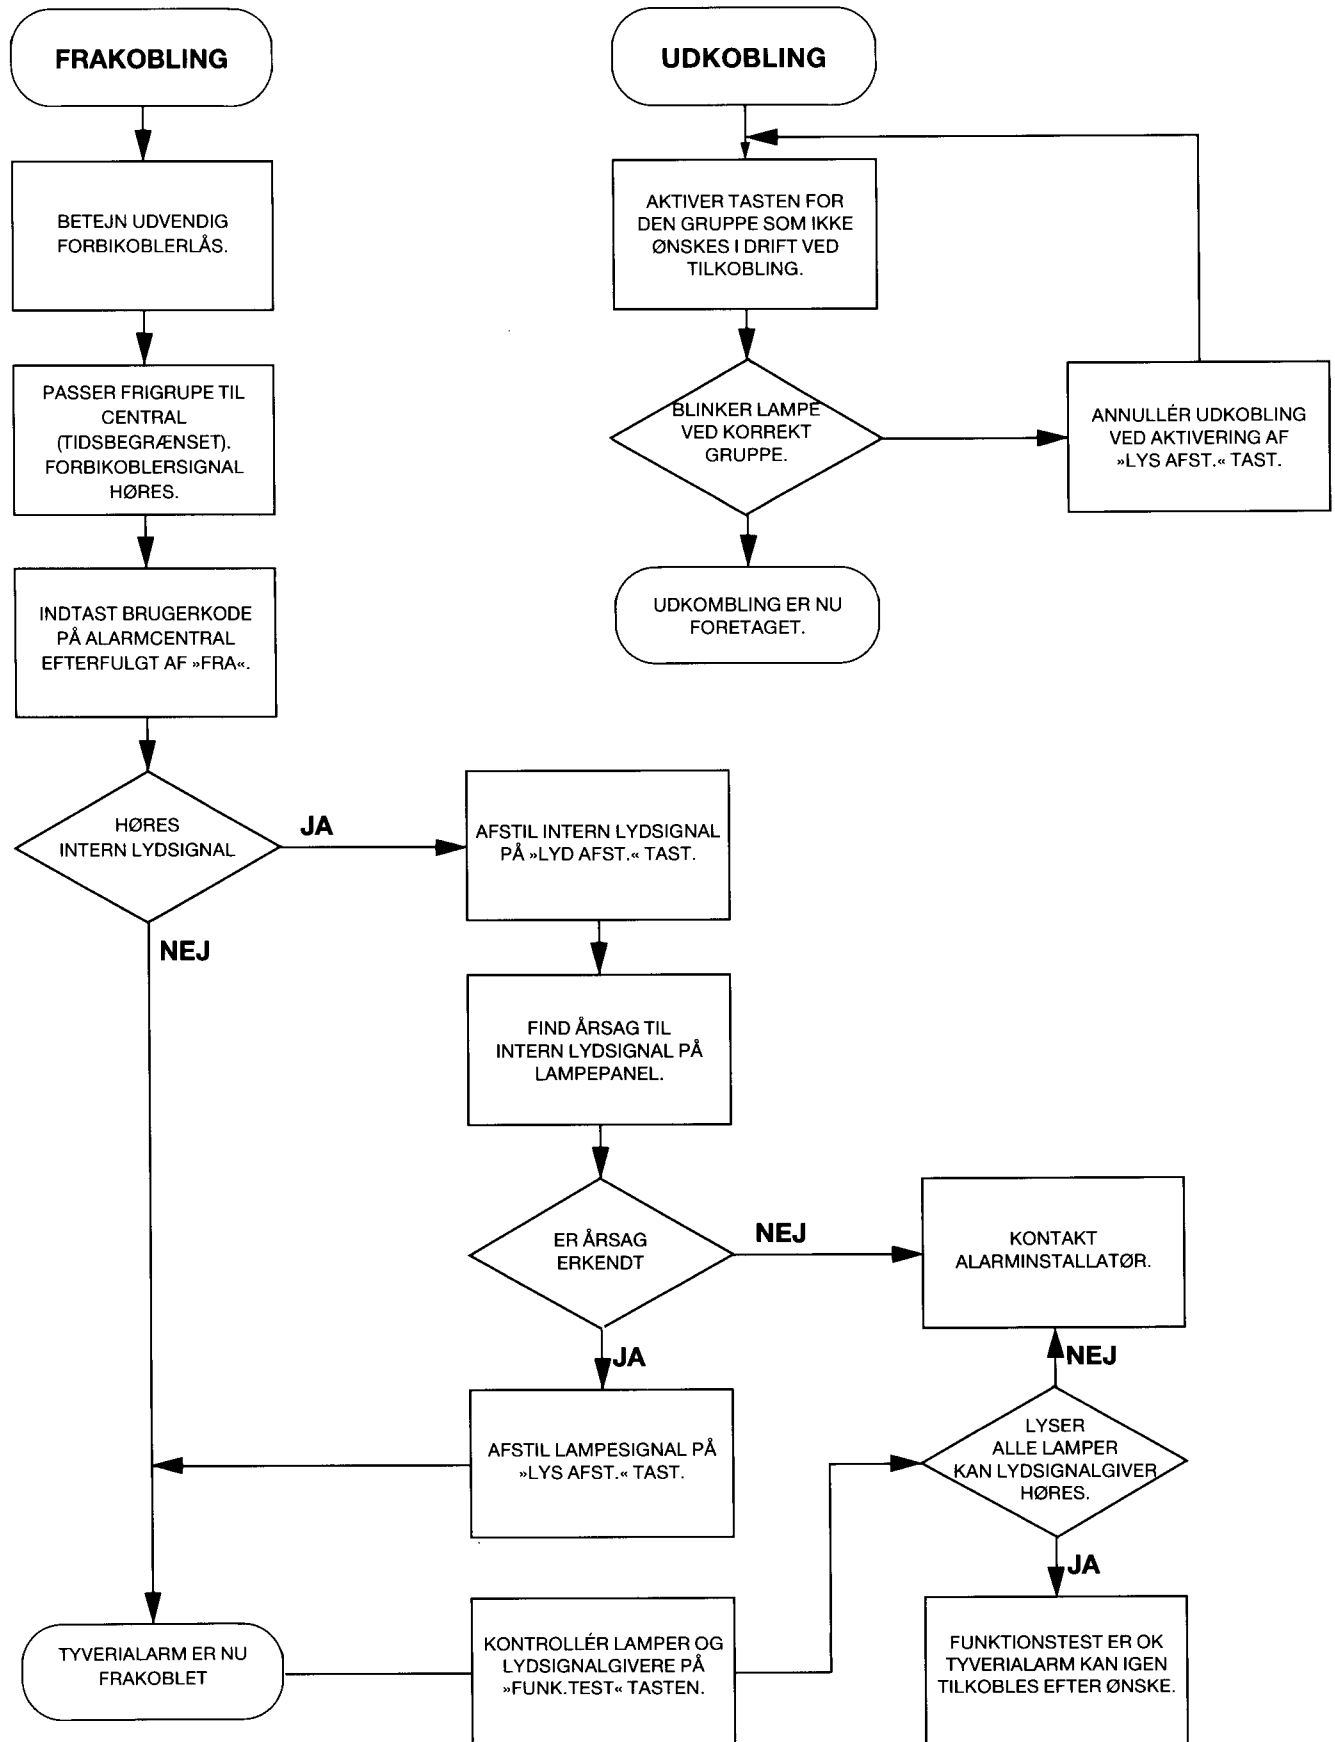 FRAKOBLING
BETEJN UDVENDIG
FORBIKOBLERLÅS.
PASSER FRIGRUPE TIL
CENTRAL
(TIDSBEGRÆNSET).
FORBIKOBLERSIGNAL
HØRES.
INDTAST BRUGERKODE
PÅ ALARMCENTRAL
EFTERFULGT AF »FRA«.
HØRES
INTERN LYDSIGNAL
JA
NEJ
AFSTIL INTERN LYDSIGNAL
PÅ »LYD AFST.« TAST.
FIND ÅRSAG TIL
INTERN LYDSIGNAL PÅ
LAMPEPANEL.
ER ÅRSAG
ERKENDT
NEJ
KONTAKT
ALARMINSTALLATØR.
JA
AFSTIL LAMPESIGNAL PÅ
»LYS AFST.« TAST.
TYVERIALARM ER NU
FRAKOBLET
KONTROLLÉR LAMPER OG
LYDSIGNALGIVERE PÅ
»FUNK.TEST« TASTEN.
LYSER
ALLE LAMPER
KAN LYDSIGNALGIVER
HØRES.
NEJ
JA
FUNKTIONSTEST ER OK
TYVERIALARM KAN IGEN
TILKOBLES EFTER ØNSKE.
UDKOBLING
AKTIVER TASTEN FOR
DEN GRUPPE SOM IKKE
ØNSKES I DRIFT VED
TILKOBLING.
BLINKER LAMPE
VED KORREKT
GRUPPE.
ANNULLÉR UDKOBLING
VED AKTIVERING AF
»LYS AFST.« TAST.
UDKOMBLING ER NU
FORETAGET.